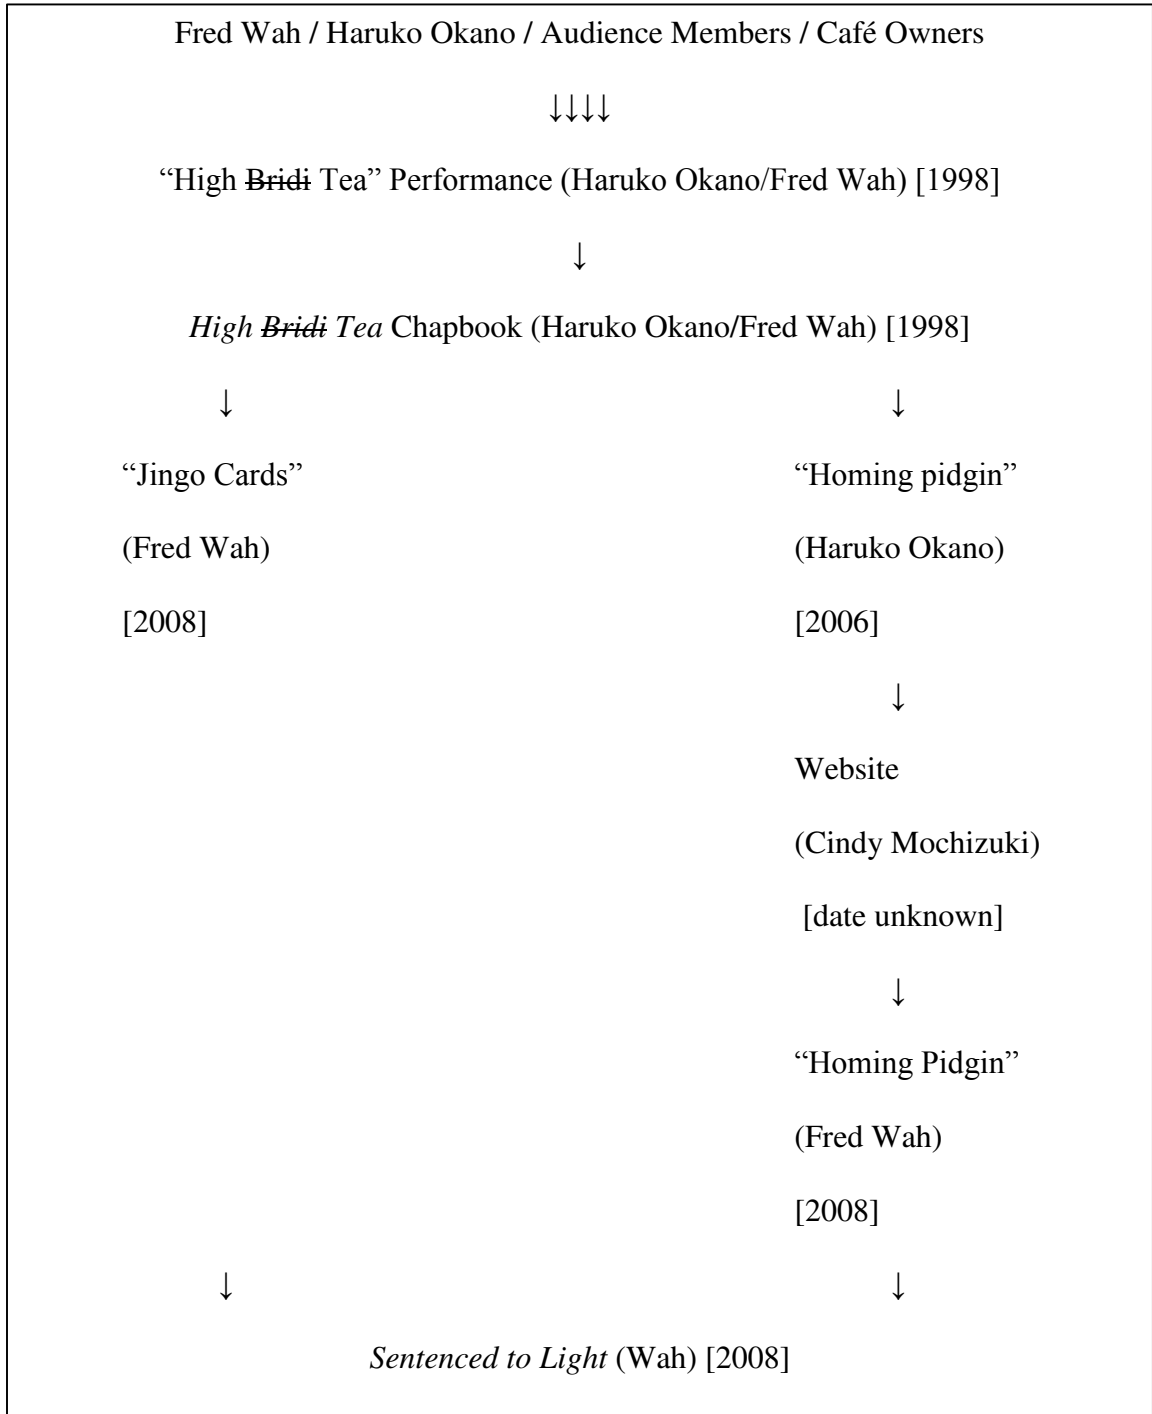 Fred Wah / Haruko Okano / Audience Members / Café Owners
↓↓↓↓
“High Bridi Tea” Performance (Haruko Okano/Fred Wah) [1998]
↓
High Bridi Tea Chapbook (Haruko Okano/Fred Wah) [1998]
↓ ↓
“Jingo Cards” “Homing pidgin”
(Fred Wah) (Haruko Okano)
[2008] [2006]
↓
Website
(Cindy Mochizuki)
[date unknown]
↓
“Homing Pidgin”
(Fred Wah)
[2008]
↓ ↓
Sentenced to Light (Wah) [2008]